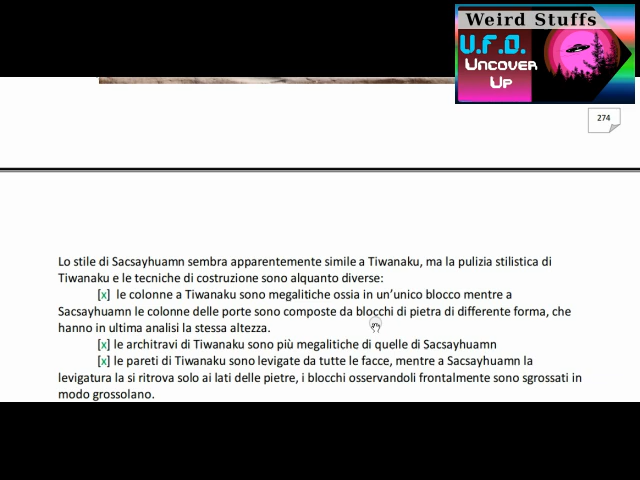 Weird Stuffs
U.F.O.
Uncover
Up
274
Lo stile di Sacsayhuamn sembra apparentemente simile a Tiwanaku, ma la pulizia stilistica di
Tiwanaku e le tecniche di costruzione sono alquanto diverse:
[x] le colonne a Tiwanaku sono megalitiche ossia in un'unico blocco mentre a
Sacsayhuamn le colonne delle porte sono composte da blocchi di pietra di differente forma, che
hanno in ultima analisi la stessa altezza.
[x] le architravi di Tiwanaku sono più megalitiche di quelle di Sacsayhuamn
[x] le pareti di Tiwanaku sono levigate da tutte le facce, mentre a Sacsayhuamn la
levigatura la si ritrova solo ai lati delle pietre, i blocchi osservandoli frontalmente sono sgrossati in
modo grossolano.